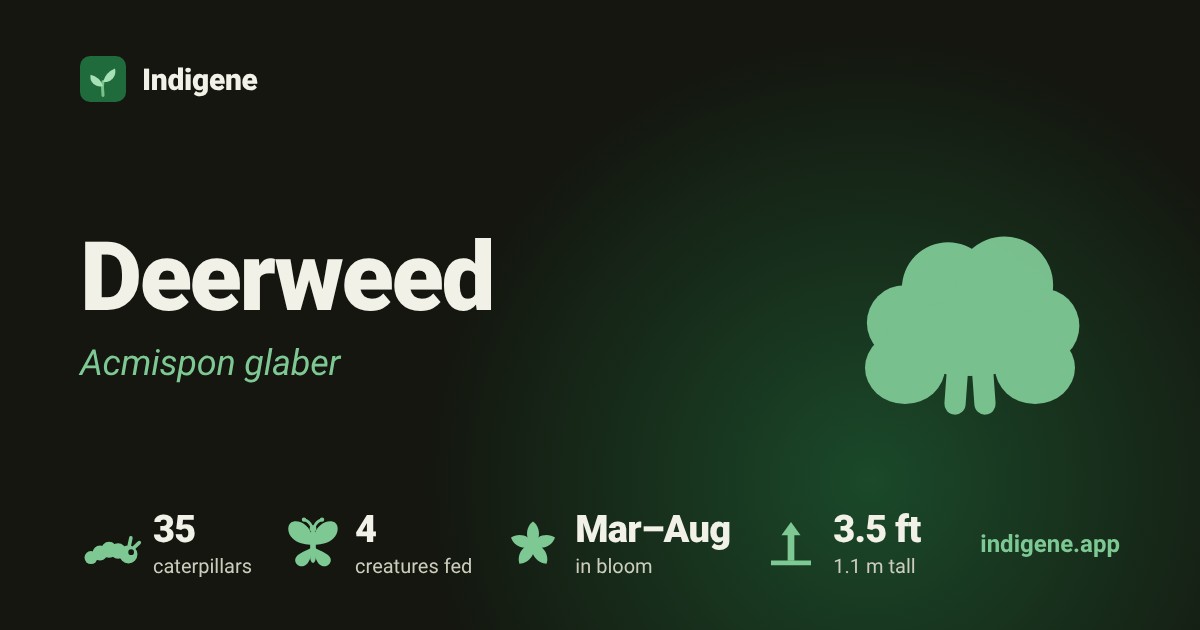 Indigene
Deerweed
Acmispon glaber
35
caterpillars
4
creatures fed
Mar–Aug
in bloom
3.5 ft
1.1 m tall
indigene.app